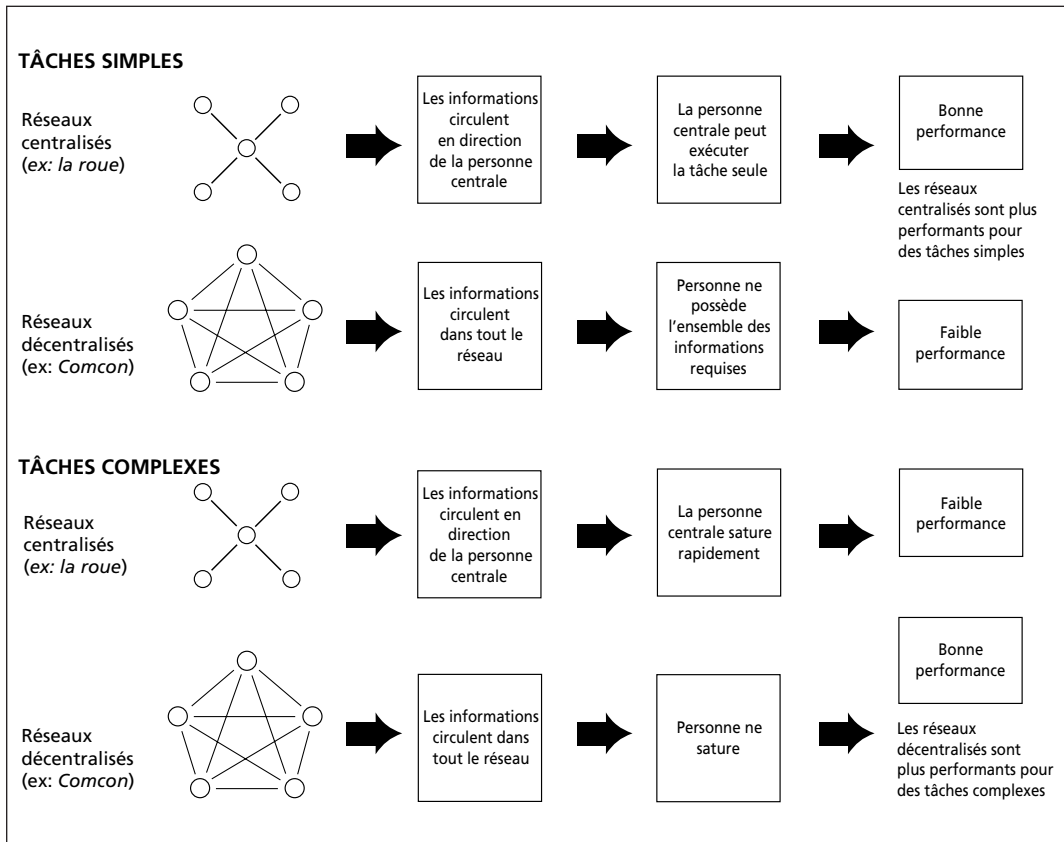 TÂCHES SIMPLES
Réseaux
centralisés
(ex: la roue)
Les informations
circulent
en direction
de la personne
centrale
La personne
centrale peut
exécuter
la tâche seule
Bonne
performance
Les réseaux
centralisés sont plus
performants pour
des tâches simples
Réseaux
décentralisés
(ex: Comcon)
Les informations
circulent
dans tout le
réseau
Personne ne
possède
l'ensemble des
informations
requises
Faible
performance
TÂCHES COMPLEXES
Réseaux
centralisés
(ex: la roue)
Les informations
circulent en
direction
de la personne
centrale
La personne
centrale sature
rapidement
Faible
performance
Réseaux
décentralisés
(ex: Comcon)
Les informations
circulent dans
tout le réseau
Personne ne
sature
Bonne
performance
Les réseaux
décentralisés sont
plus performants pour
des tâches complexes